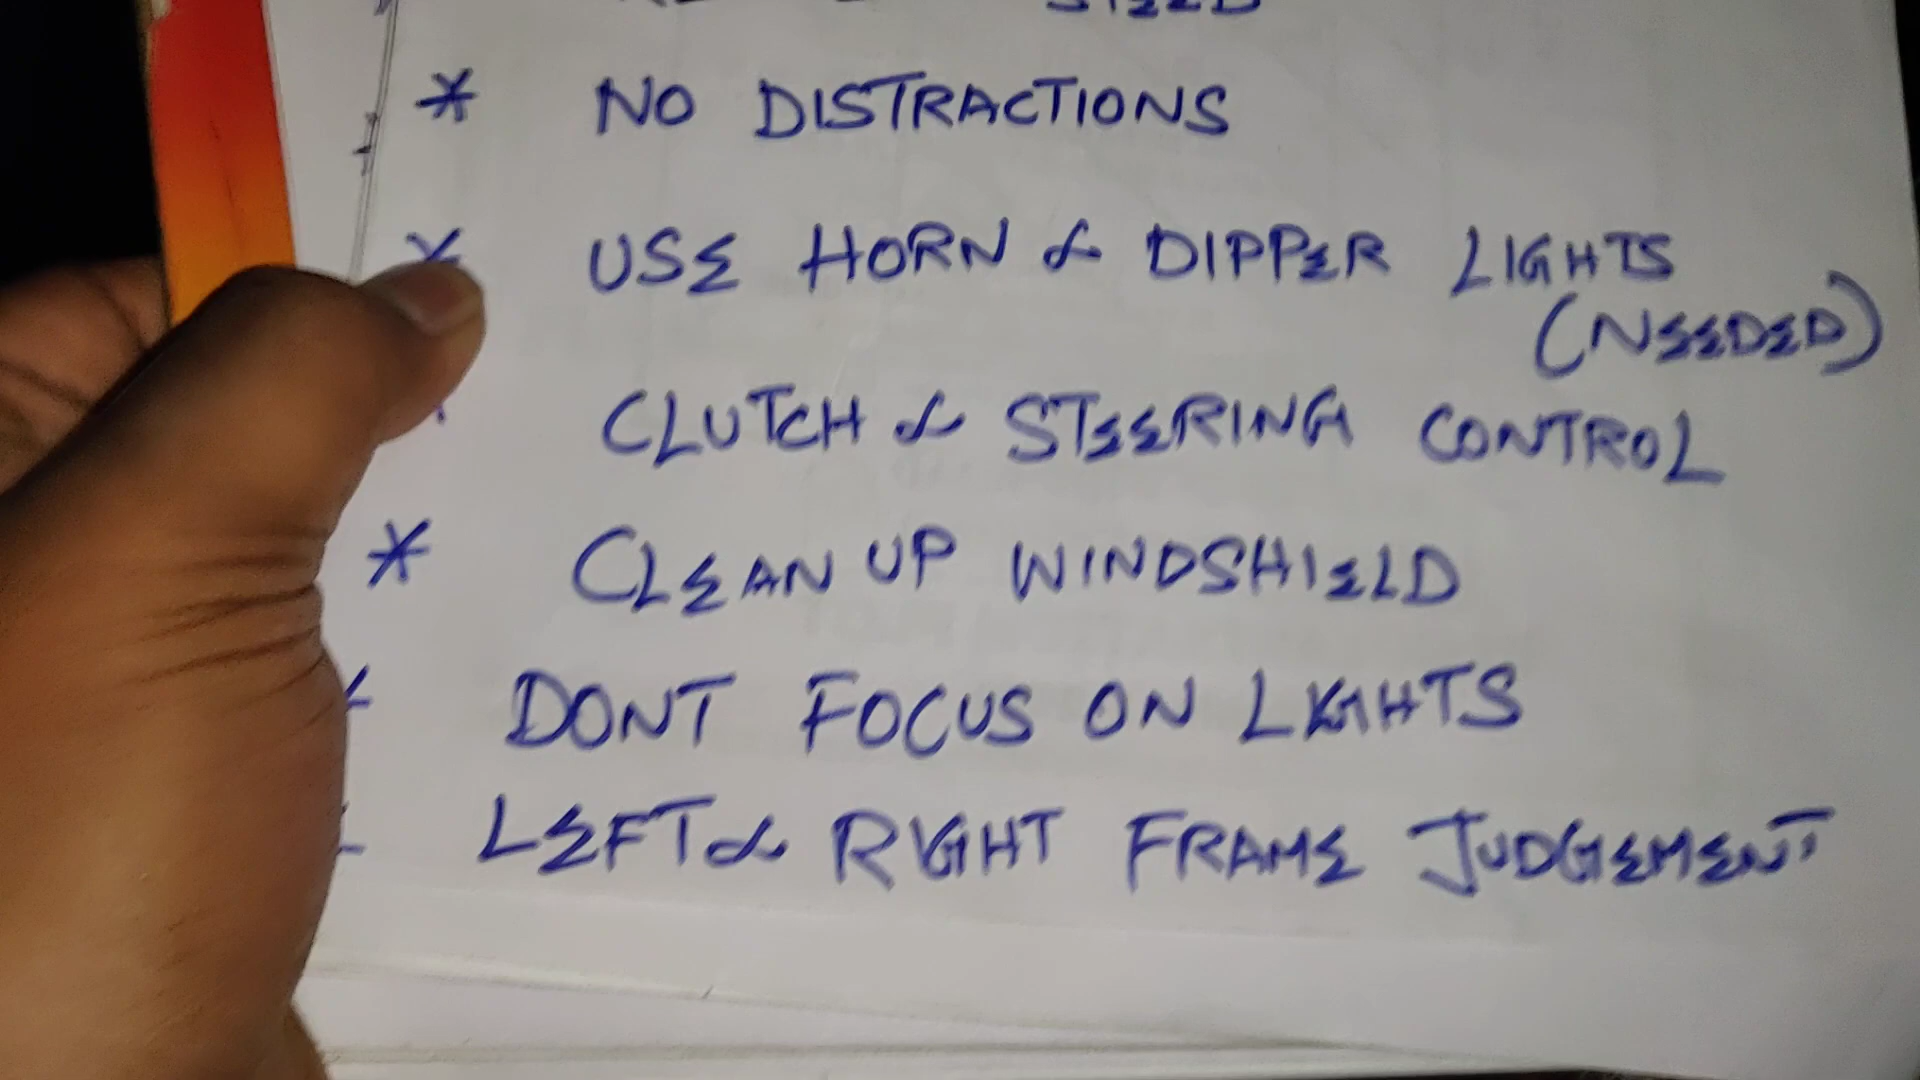 * NO DISTRACTIONS
* USE HORN & DIPPER LIGHTS
(NEEDED)
CLUTCH & STEERING CONTROL
* CLEAN UP WINDSHIELD
* DONT FOCUS ON LIGHTS
* LEFT & RIGHT FRAME JUDGEMENT